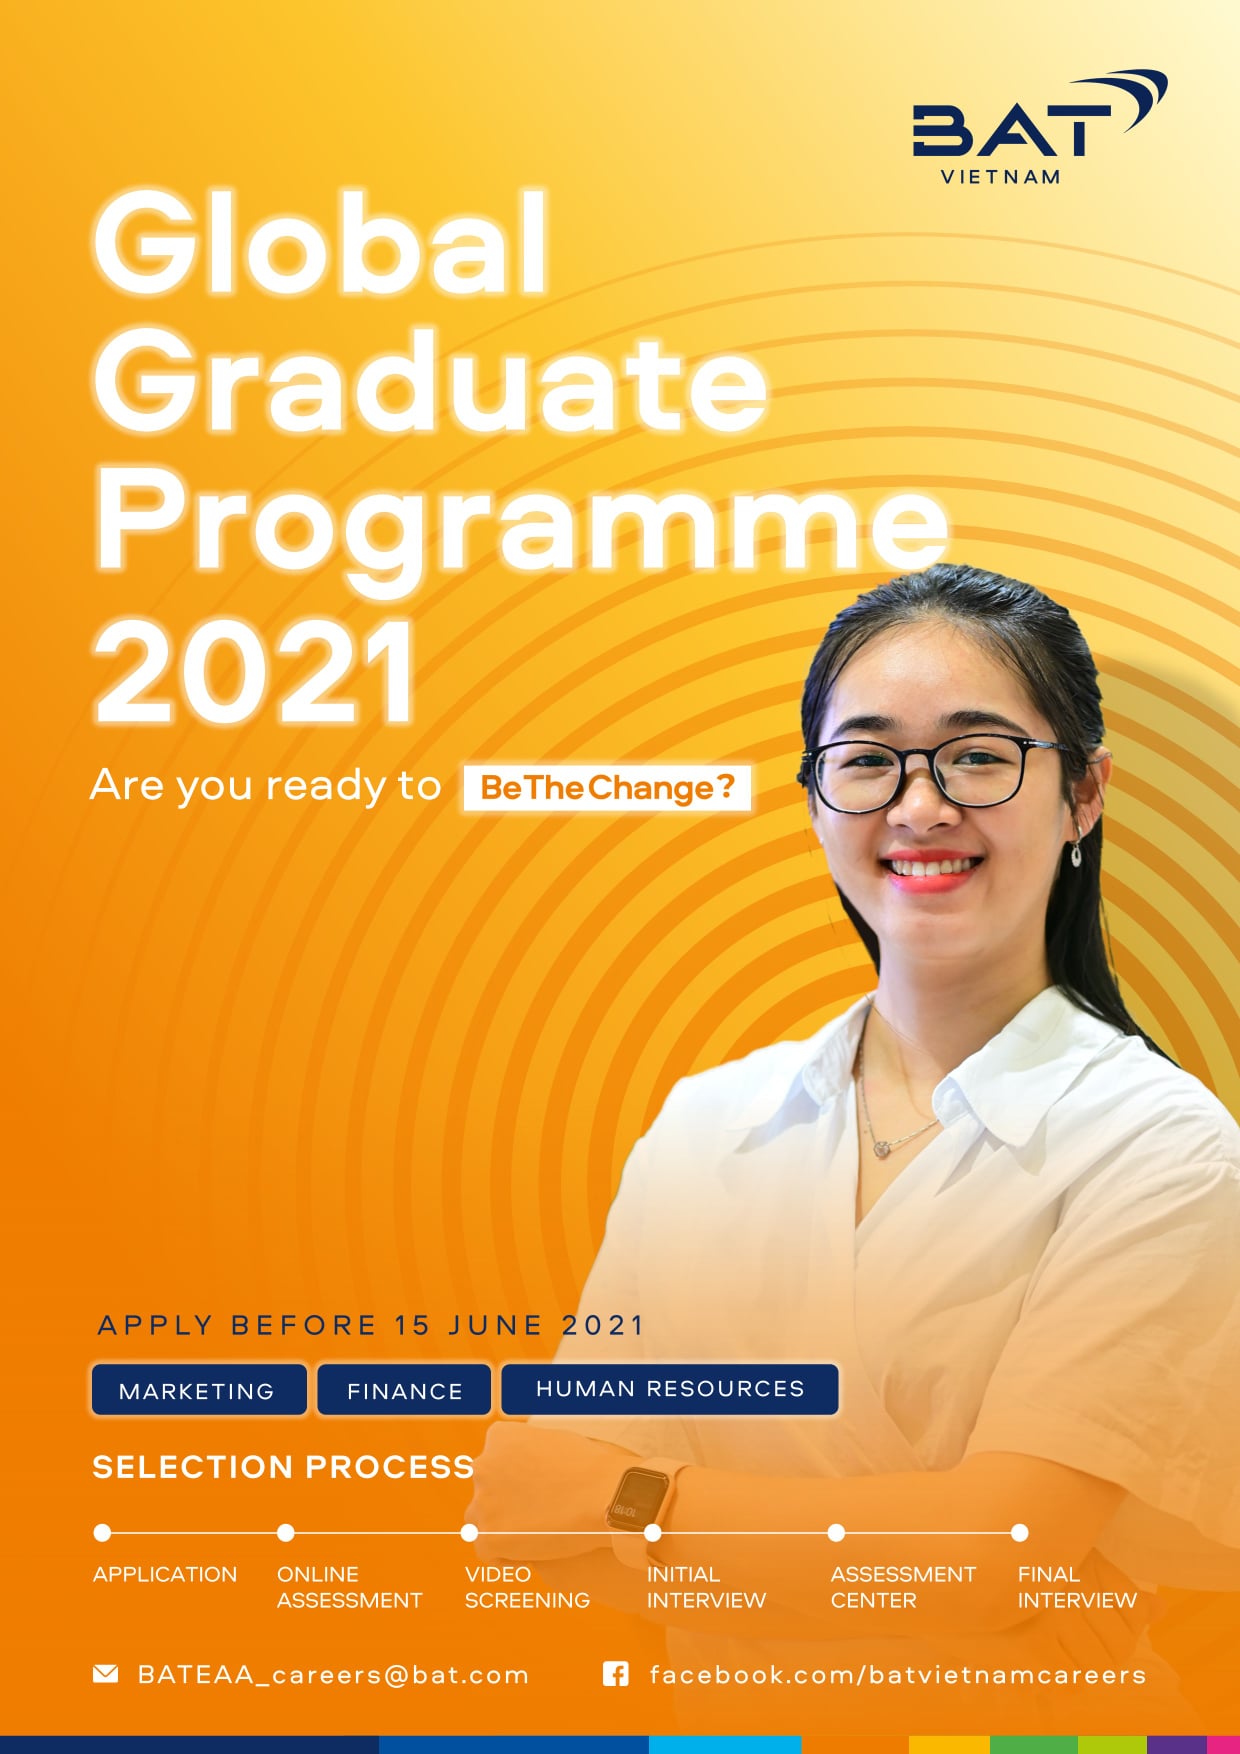 BAT
VIETNAM
Global
Graduate
Programme
2021
Are you ready to BeTheChange?
APPLY BEFORE 15 JUNE 2021
MARKETING FINANCE HUMAN RESOURCES
SELECTION PROCESS
APPLICATION
ONLINE
ASSESSMENT
VIDEO
SCREENING
INITIAL
INTERVIEW
ASSESSMENT
CENTER
FINAL
INTERVIEW
BATEAA_careers@bat.com
facebook.com/batvietnamcareers